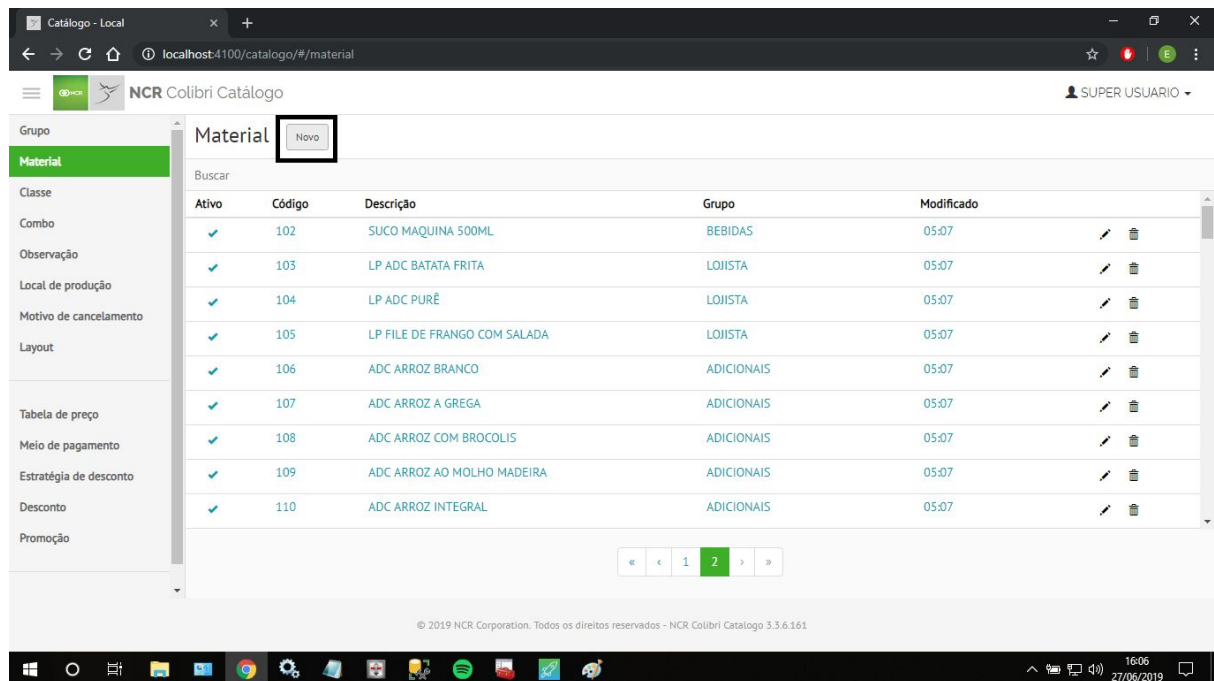 Catálogo - Local
localhost:4100/catalogo/#/material
E
NCR
NCR Colibri Catálogo
SUPER USUARIO
Grupo
Material
Classe
Combo
Observação
Local de produção
Motivo de cancelamento
Layout
Tabela de preço
Meio de pagamento
Estratégia de desconto
Desconto
Promoção
Material Novo
Buscar
Ativo Código Descrição Grupo Modificado
102 SUCO MAQUINA 500ML BEBIDAS 05:07
103 LP ADC BATATA FRITA LOJISTA 05:07
104 LP ADC PURÊ LOJISTA 05:07
105 LP FILE DE FRANGO COM SALADA LOJISTA 05:07
106 ADC ARROZ BRANCO ADICIONAIS 05:07
107 ADC ARROZ A GREGA ADICIONAIS 05:07
108 ADC ARROZ COM BROCOLIS ADICIONAIS 05:07
109 ADC ARROZ AO MOLHO MADEIRA ADICIONAIS 05:07
110 ADC ARROZ INTEGRAL ADICIONAIS 05:07
« ‹ 1 2 › »
© 2019 NCR Corporation. Todos os direitos reservados - NCR Colibri Catalogo 3.3.6.161
16:06
27/06/2019